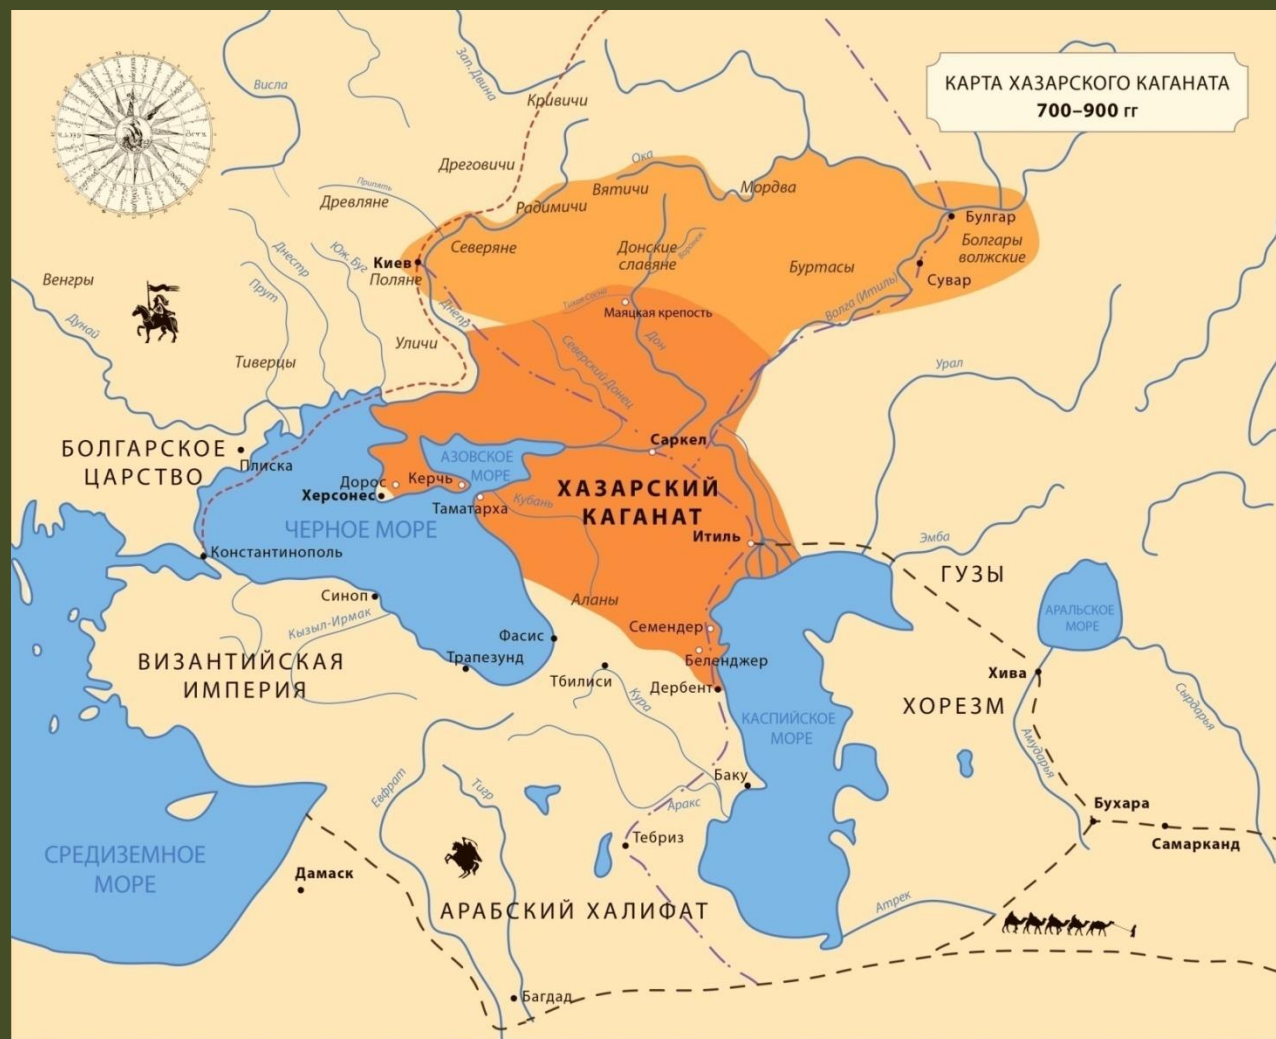 КАРТА ХАЗАРСКОГО КАГАНАТА
700–900 гг
Висла
Зап. Двина
Кривичи
Дреговичи
Ока
Припять
Древляне
Вятичи
Мордва
Радимичи
Булгар
Северяне
Донские
славяне
Воронеж
Болгары
волжские
Днестр
Юж. Буг
Киев
Поляне
Буртасы
Сувар
Венгры
Прут
Днепр
Тихая Сосна
Волга (Итиль)
Маяцкая крепость
Дунай
Уличи
Дон
Тиверцы
Северский Донец
Урал
БОЛГАРСКОЕ
ЦАРСТВО
Плиска
Саркел
АЗОВСКОЕ
МОРЕ
Дорос
Керчь
Херсонес
Таматарха
Кубань
ХАЗАРСКИЙ
КАГАНАТ
ЧЕРНОЕ МОРЕ
Итиль
Эмба
Константинополь
ГУЗЫ
Синоп
Аланы
АРАЛЬСКОЕ
МОРЕ
Кызыл-Ирмак
Семендер
Фасис
ВИЗАНТИЙСКАЯ
ИМПЕРИЯ
Трапезунд
Беленджер
Тбилиси
Дербент
Хива
Кура
ХОРЕЗМ
Сырдарья
КАСПИЙСКОЕ
МОРЕ
Амударья
Евфрат
Тигр
Баку
Аракс
Бухара
Тебриз
Самарканд
СРЕДИЗЕМНОЕ
МОРЕ
Дамаск
АРАБСКИЙ ХАЛИФАТ
Атрек
Багдад